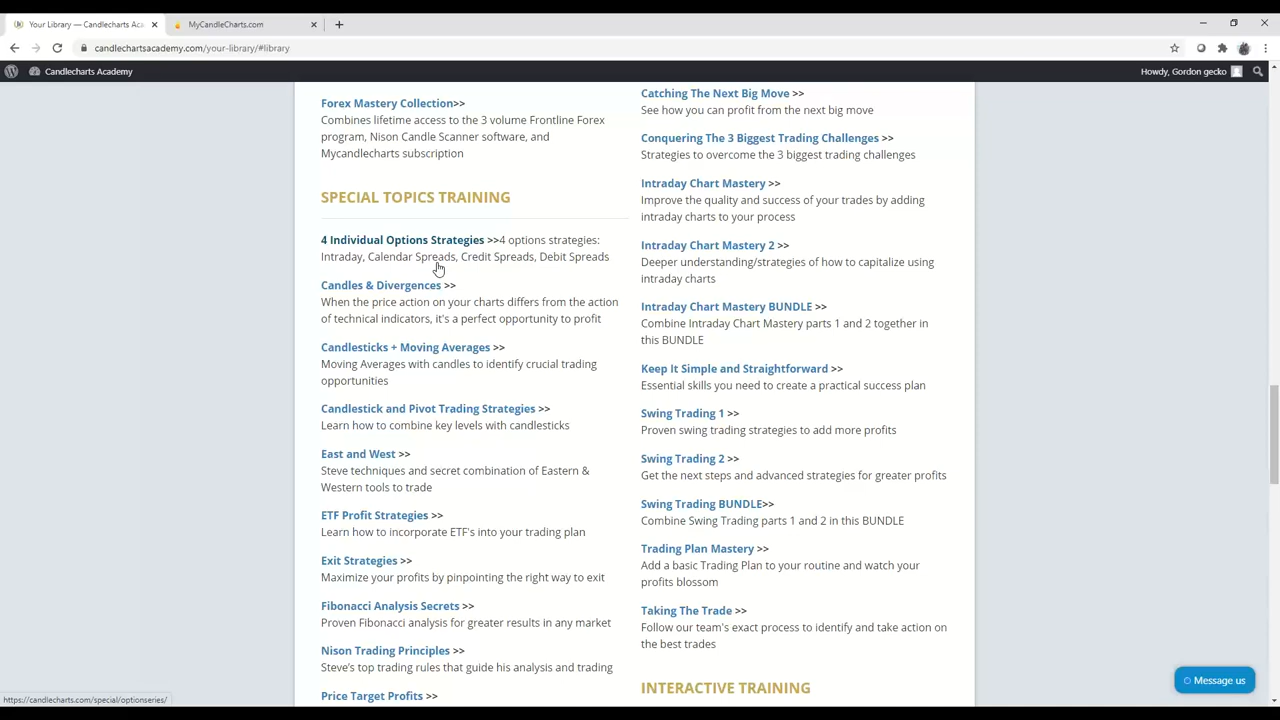 Your Library — Candlecharts Aca
MyCandleCharts.com
candlechartsacademy.com/your-library/#library
Candlecharts Academy
Howdy, Gordon gecko
Forex Mastery Collection>>
Combines lifetime access to the 3 volume Frontline Forex
program, Nison Candle Scanner software, and
Mycandlecharts subscription
SPECIAL TOPICS TRAINING
4 Individual Options Strategies >>4 options strategies:
Intraday, Calendar Spreads, Credit Spreads, Debit Spreads
Candles & Divergences >>
When the price action on your charts differs from the action
of technical indicators, it's a perfect opportunity to profit
Candlesticks + Moving Averages >>
Moving Averages with candles to identify crucial trading
opportunities
Candlestick and Pivot Trading Strategies >>
Learn how to combine key levels with candlesticks
East and West >>
Steve techniques and secret combination of Eastern &
Western tools to trade
ETF Profit Strategies >>
Learn how to incorporate ETF's into your trading plan
Exit Strategies >>
Maximize your profits by pinpointing the right way to exit
Fibonacci Analysis Secrets >>
Proven Fibonacci analysis for greater results in any market
Nison Trading Principles >>
Steve's top trading rules that guide his analysis and trading
Price Target Profits >>
Catching The Next Big Move >>
See how you can profit from the next big move
Conquering The 3 Biggest Trading Challenges >>
Strategies to overcome the 3 biggest trading challenges
Intraday Chart Mastery >>
Improve the quality and success of your trades by adding
intraday charts to your process
Intraday Chart Mastery 2 >>
Deeper understanding/strategies of how to capitalize using
intraday charts
Intraday Chart Mastery BUNDLE >>
Combine Intraday Chart Mastery parts 1 and 2 together in
this BUNDLE
Keep It Simple and Straightforward >>
Essential skills you need to create a practical success plan
Swing Trading 1 >>
Proven swing trading strategies to add more profits
Swing Trading 2 >>
Get the next steps and advanced strategies for greater profits
Swing Trading BUNDLE>>
Combine Swing Trading parts 1 and 2 in this BUNDLE
Trading Plan Mastery >>
Add a basic Trading Plan to your routine and watch your
profits blossom
Taking The Trade >>
Follow our team's exact process to identify and take action on
the best trades
INTERACTIVE TRAINING
Message us
https://candlecharts.com/special/optionseries/